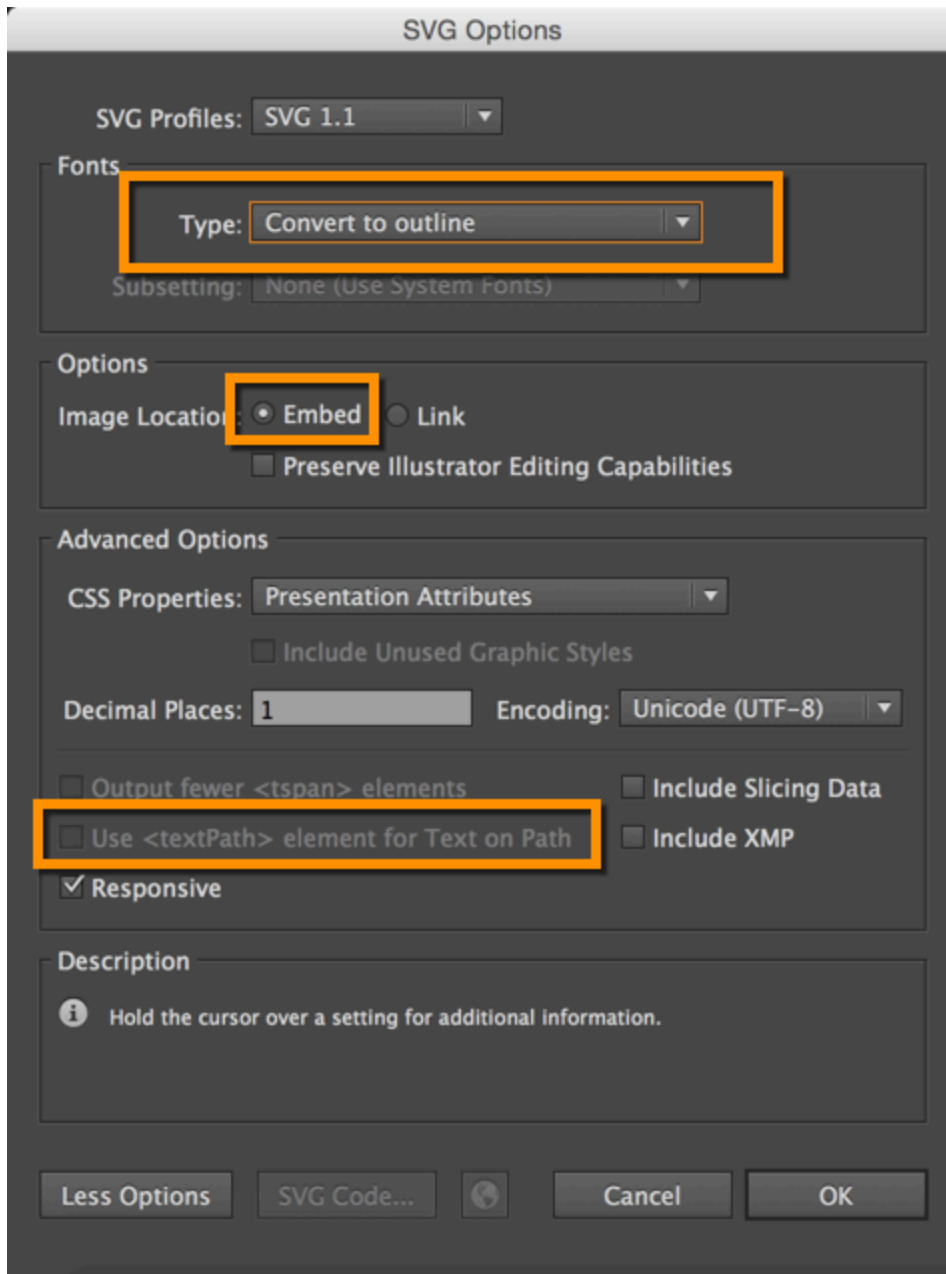 SVG Options
SVG Profiles: SVG 1.1
Fonts
Type: Convert to outline
Subsetting: None (Use System Fonts)
Options
Image Location: Embed Link
Preserve Illustrator Editing Capabilities
Advanced Options
CSS Properties: Presentation Attributes
Include Unused Graphic Styles
Decimal Places: 1 Encoding: Unicode (UTF-8)
Output fewer <tspan> elements Include Slicing Data
Use <textPath> element for Text on Path Include XMP
Responsive
Description
Hold the cursor over a setting for additional information.
Less Options SVG Code... Cancel OK